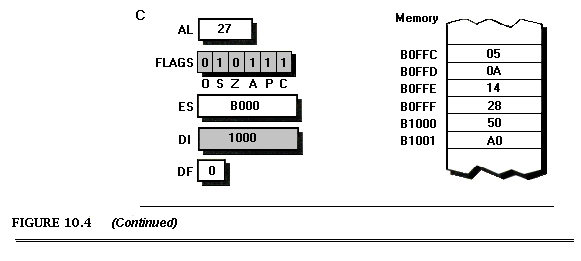 C
AL 27
FLAGS 0 1 0 1 1 1
O S Z A P C
ES B000
DI 1000
DF 0
Memory
B0FFC 05
B0FFD 0A
B0FFE 14
B0FFF 28
B1000 50
B1001 A0
FIGURE 10.4 (Continued)